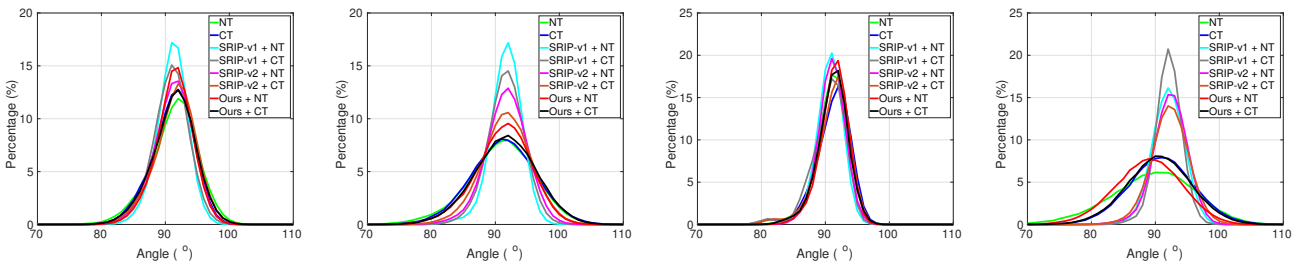 20
15
10
5
0
Percentage (%)
70 80 90 100 110
Angle ( °)
NT
CT
SRIP-v1 + NT
SRIP-v1 + CT
SRIP-v2 + NT
SRIP-v2 + CT
Ours + NT
Ours + CT
20
15
10
5
0
Percentage (%)
70 80 90 100 110
Angle ( °)
NT
CT
SRIP-v1 + NT
SRIP-v1 + CT
SRIP-v2 + NT
SRIP-v2 + CT
Ours + NT
Ours + CT
25
20
15
10
5
0
Percentage (%)
70 80 90 100 110
Angle ( °)
NT
CT
SRIP-v1 + NT
SRIP-v1 + CT
SRIP-v2 + NT
SRIP-v2 + CT
Ours + NT
Ours + CT
25
20
15
10
5
0
Percentage (%)
70 80 90 100 110
Angle ( °)
NT
CT
SRIP-v1 + NT
SRIP-v1 + CT
SRIP-v2 + NT
SRIP-v2 + CT
Ours + NT
Ours + CT